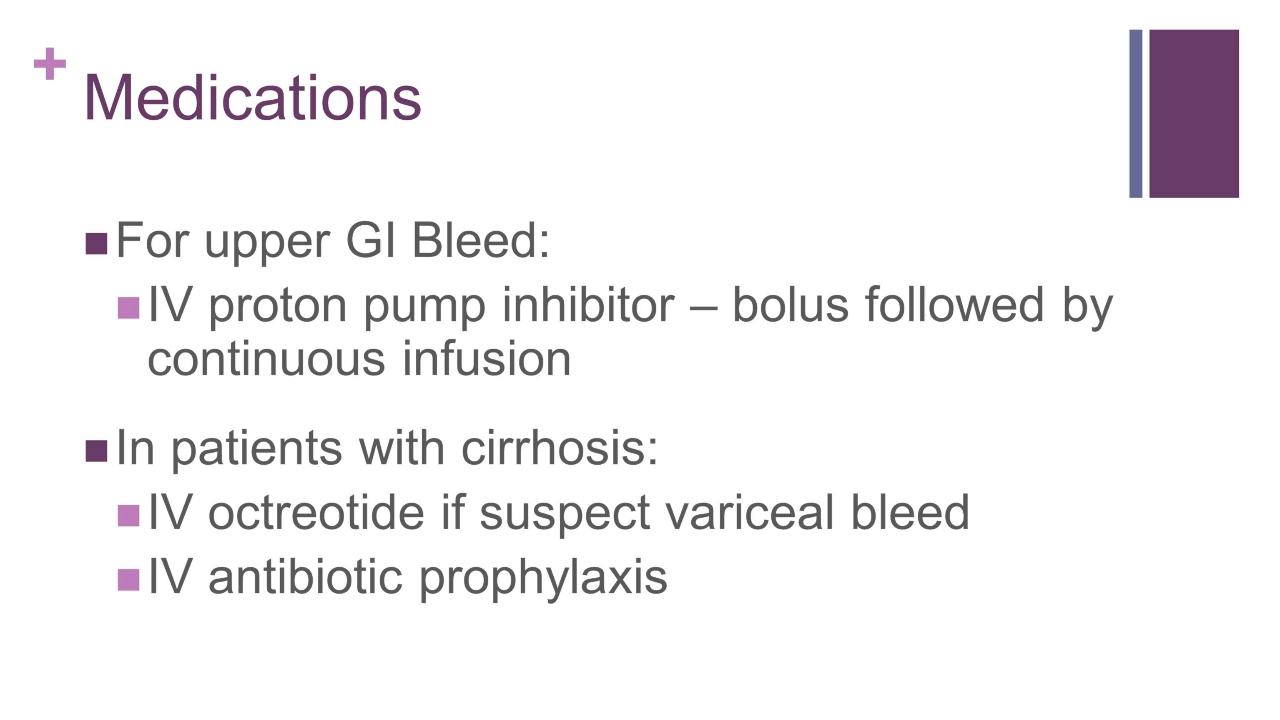 +
Medications
For upper GI Bleed:
IV proton pump inhibitor – bolus followed by
continuous infusion
In patients with cirrhosis:
IV octreotide if suspect variceal bleed
IV antibiotic prophylaxis